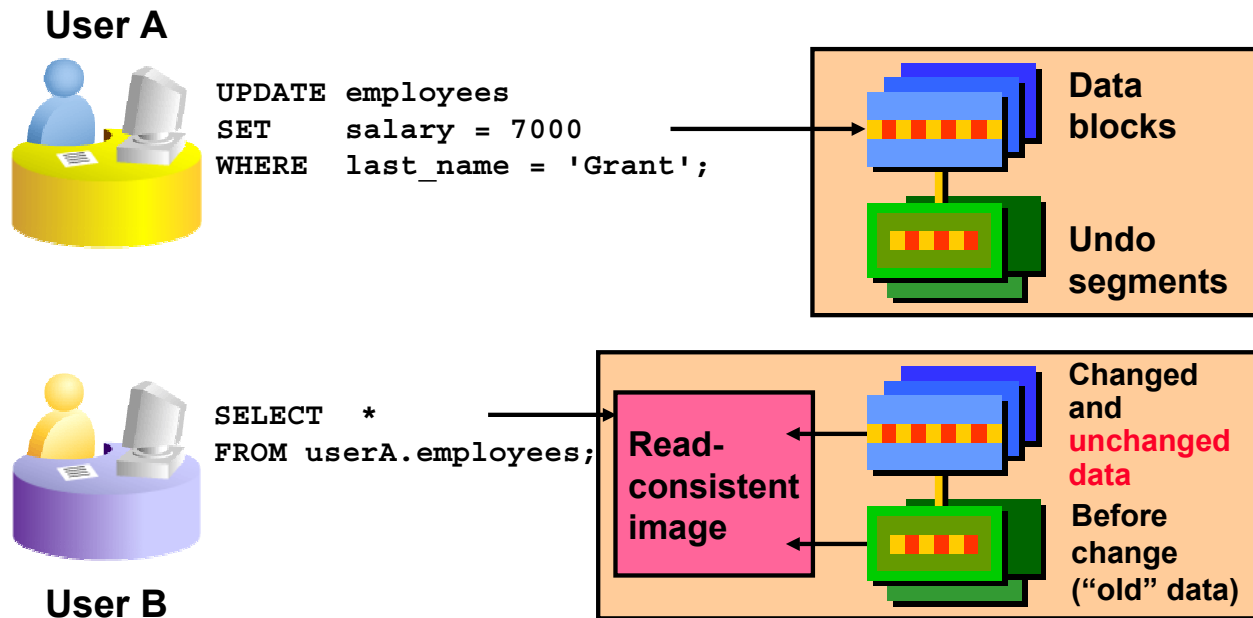 User A
UPDATE employees
SET salary = 7000
WHERE last_name = 'Grant';
Data
blocks
Undo
segments
SELECT *
FROM userA.employees;
Read-
consistent
image
Changed
and
unchanged
data
Before
change
(“old” data)
User B